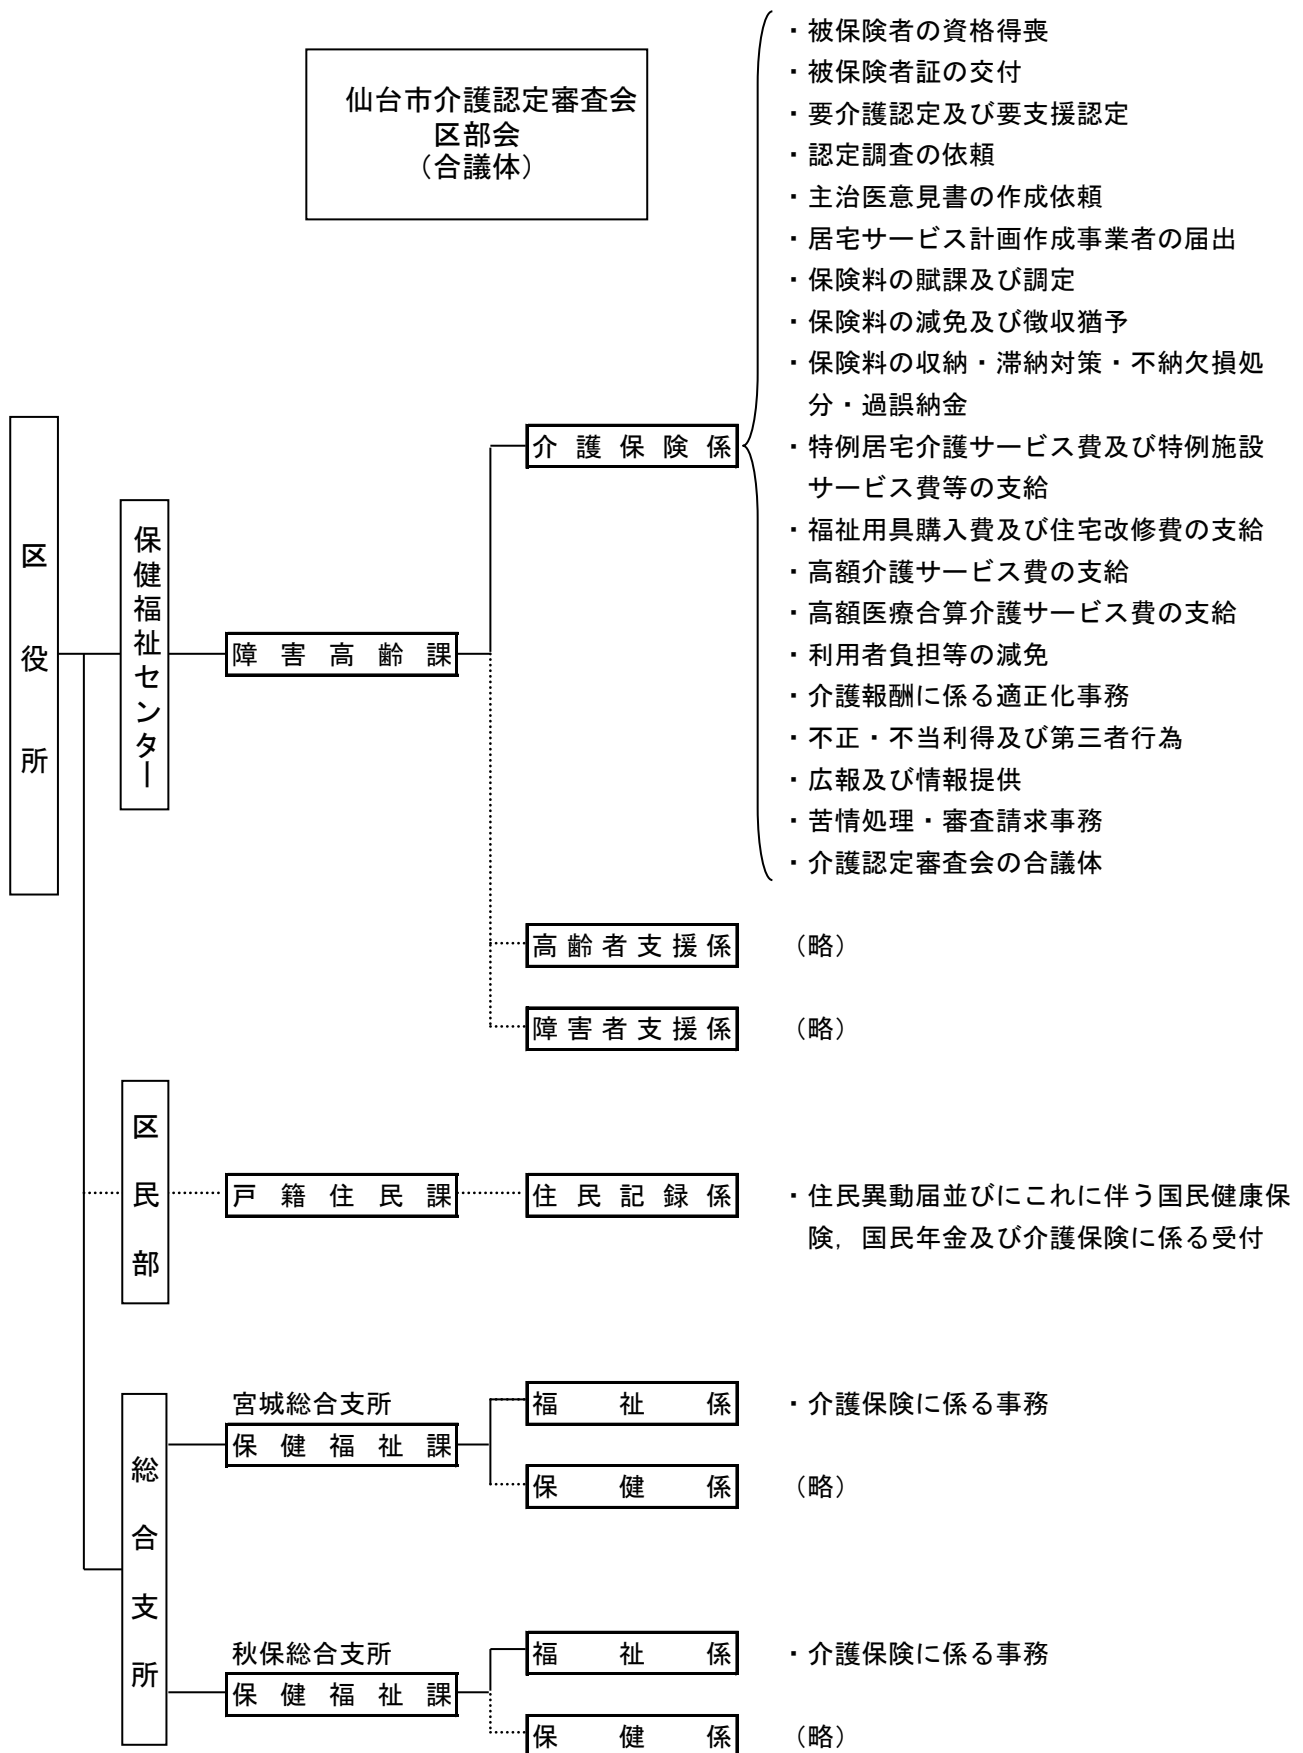 仙台市介護認定審査会
区部会
（合議体）
・被保険者の資格得喪
・被保険者証の交付
・要介護認定及び要支援認定
・認定調査の依頼
・主治医意見書の作成依頼
・居宅サービス計画作成事業者の届出
・保険料の賦課及び調定
・保険料の減免及び徴収猶予
・保険料の収納・滞納対策・不納欠損処
分・過誤納金
・特例居宅介護サービス費及び特例施設
サービス費等の支給
・福祉用具購入費及び住宅改修費の支給
・高額介護サービス費の支給
・高額医療合算介護サービス費の支給
・利用者負担等の減免
・介護報酬に係る適正化事務
・不正・不当利得及び第三者行為
・広報及び情報提供
・苦情処理・審査請求事務
・介護認定審査会の合議体
区役所
保健福祉センター
障害高齢課
介護保険係
高齢者支援係
（略）
障害者支援係
（略）
区民部
戸籍住民課
住民記録係
・住民異動届並びにこれに伴う国民健康保
険，国民年金及び介護保険に係る受付
総合支所
宮城総合支所
保健福祉課
福祉係
・介護保険に係る事務
保健係
（略）
秋保総合支所
保健福祉課
福祉係
・介護保険に係る事務
保健係
（略）